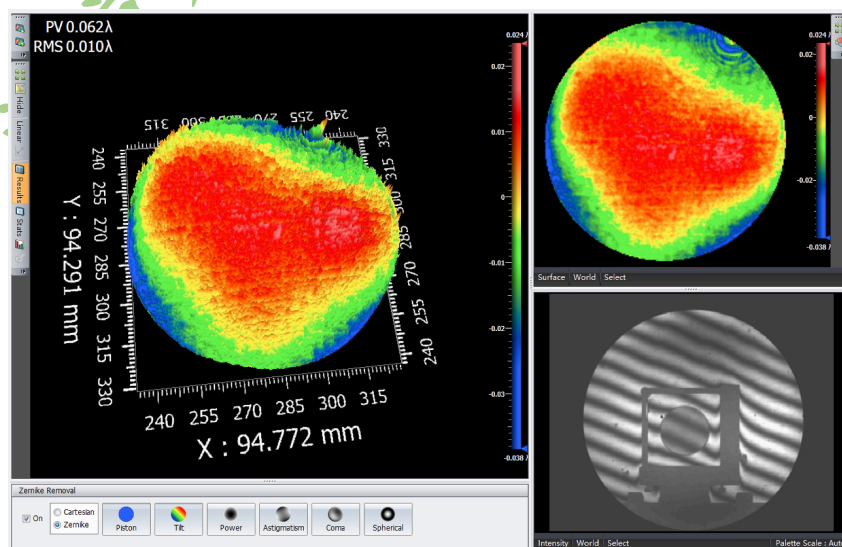 PV 0.062λ
RMS 0.010λ
Hide
Linear
Results
Stats
315 300 270 255 240
330
315
300
285
270
255
240
240
255
270
285
300
315
330
Y : 94.291 mm
240 255 270 285 300 315
X : 94.772 mm
0.024 λ
0.02
0.01
0
-0.01
-0.02
-0.03
-0.038 λ
0.024 λ
0.02
0
-0.02
-0.038 λ
Surface World Select
Zernike Removal
On
Cartesian
Zernike
Piston
Tilt
Power
Astigmatism
Coma
Spherical
Intensity World Select
Palette Scale : Auto